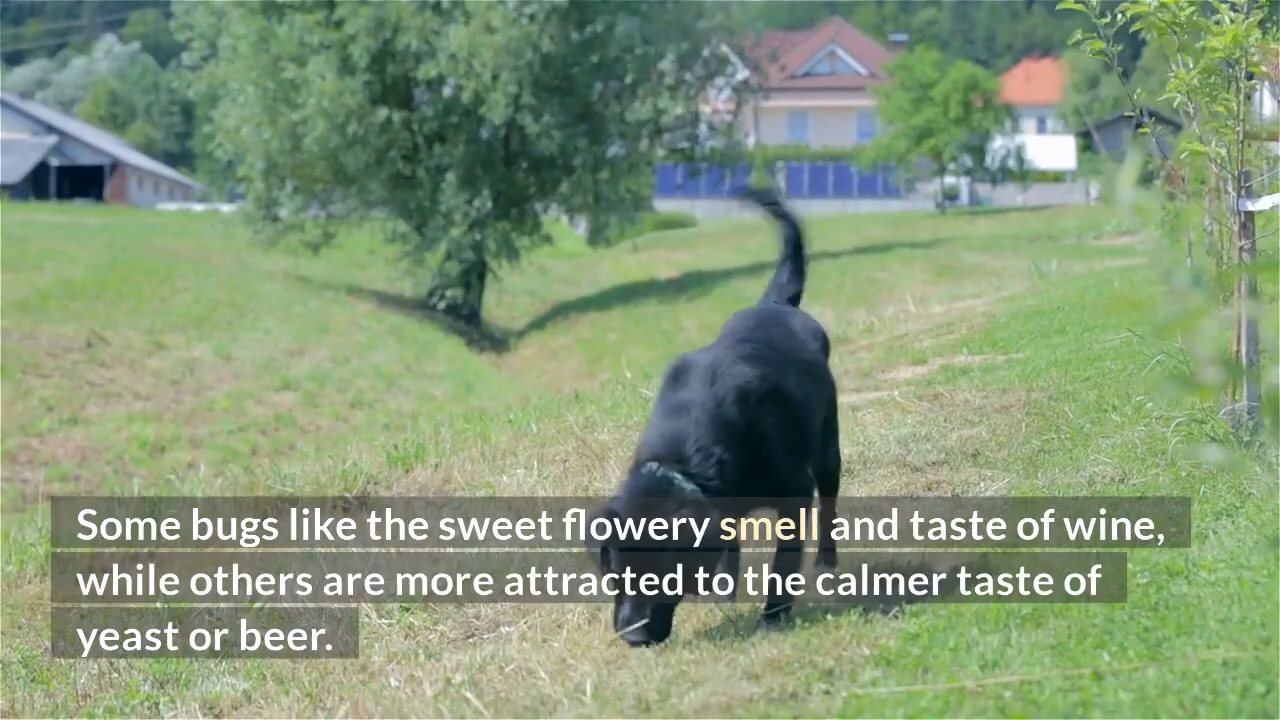 Some bugs like the sweet flowery smell and taste of wine,
while others are more attracted to the calmer taste of
yeast or beer.